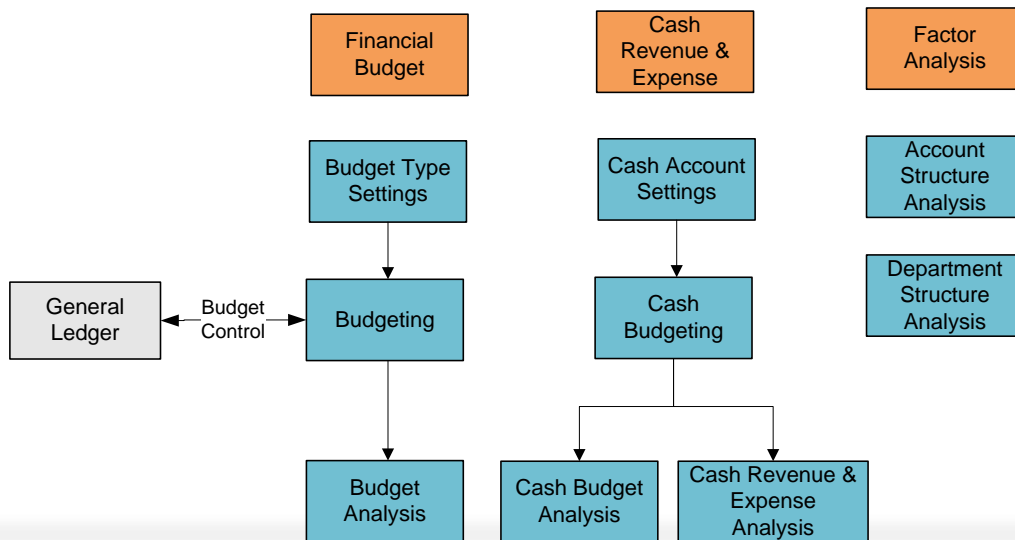 Financial
Budget
Cash
Revenue &
Expense
Factor
Analysis
Budget Type
Settings
Cash Account
Settings
Account
Structure
Analysis
General
Ledger
Budget
Control
Budgeting
Cash
Budgeting
Department
Structure
Analysis
Budget
Analysis
Cash Budget
Analysis
Cash Revenue &
Expense
Analysis